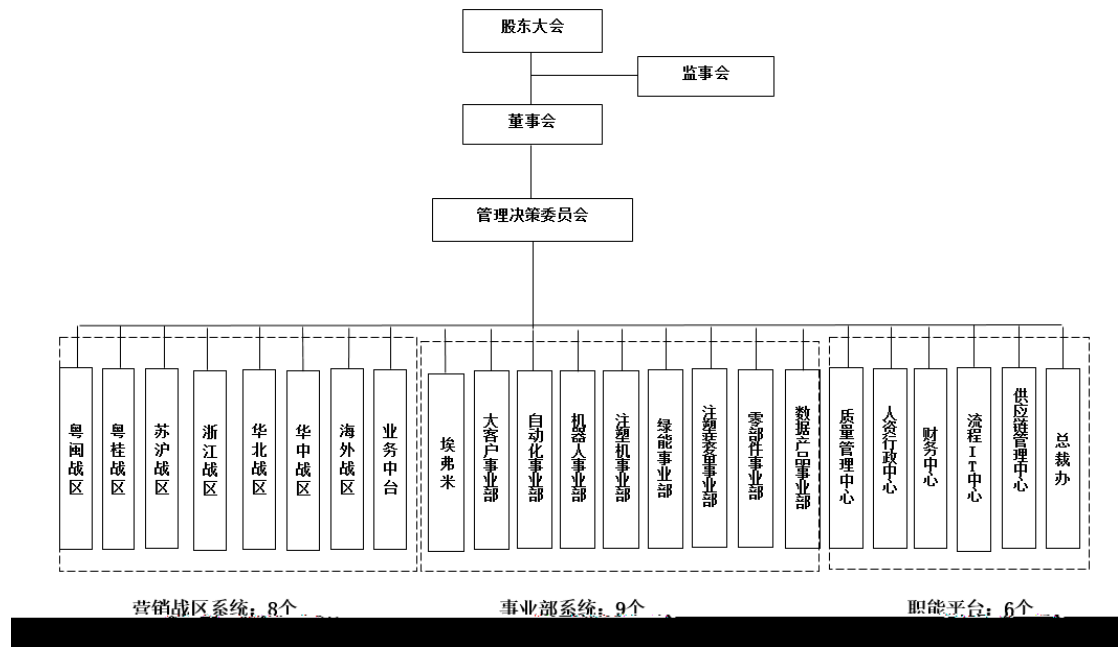 股东大会
监事会
董事会
管理决策委员会
粤闽战区
粤桂战区
苏沪战区
浙江战区
华北战区
华中战区
海外战区
业务中台
埃弗米
大客户事业部
自动化事业部
机器人事业部
注塑机事业部
绿能事业部
注塑装备事业部
零部件事业部
数据产品事业部
质量管理中心
人资行政中心
财务中心
流程IT中心
供应链管理中心
总裁办
营销战区系统：8个
事业部系统：9个
职能平台：6个